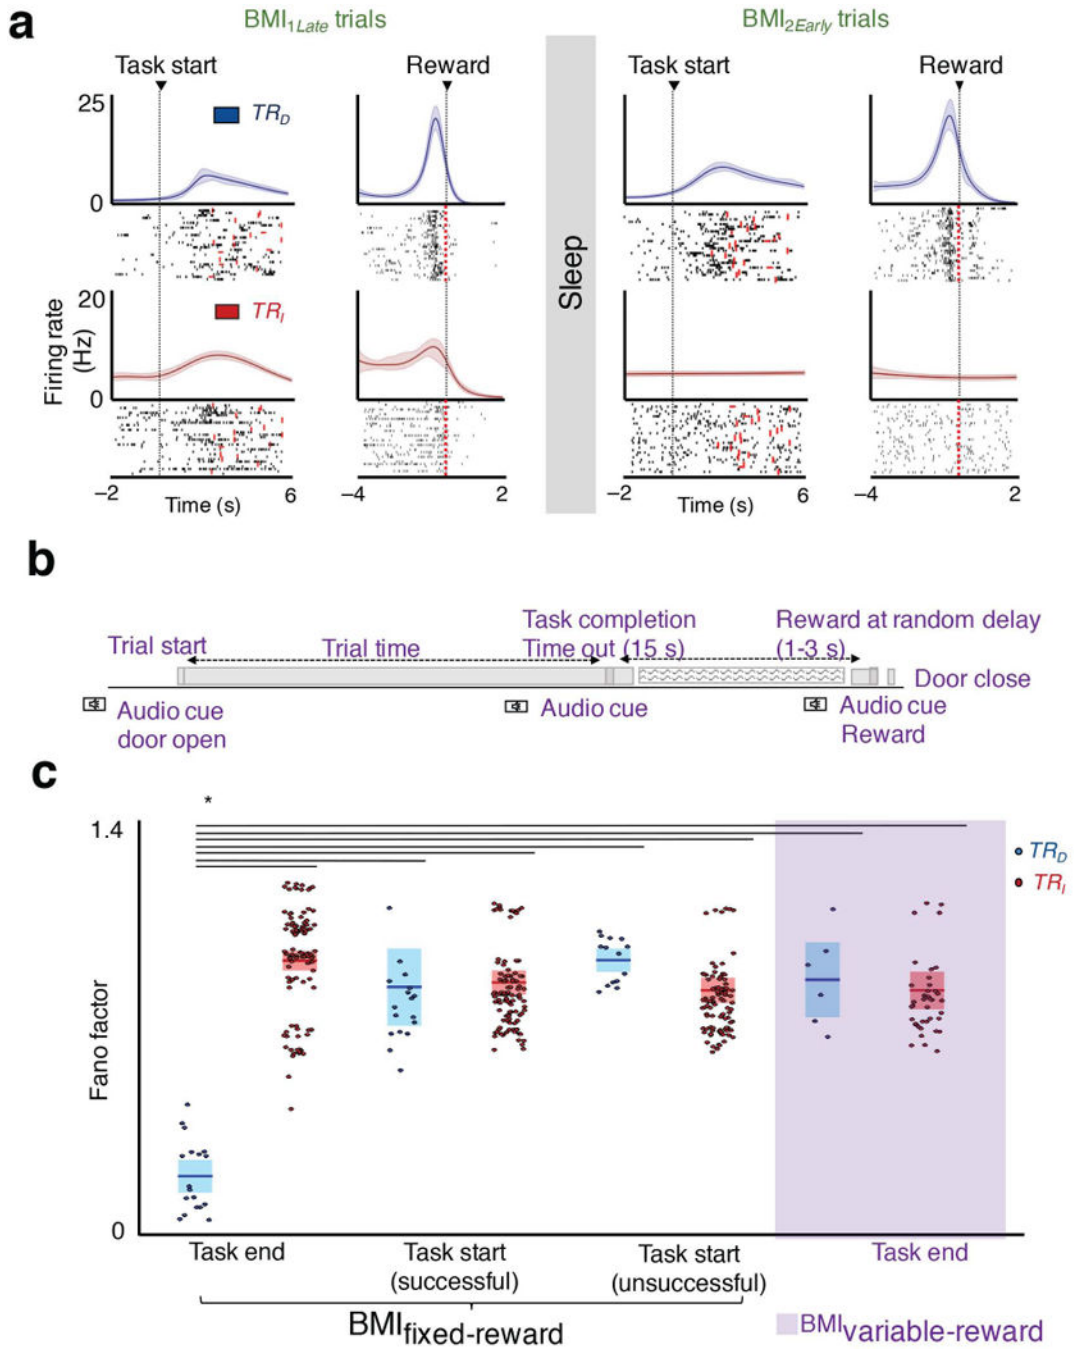 a
BMI1Late trials
BMI2Early trials
Task start
Reward
Task start
Reward
25
TRD
0
Sleep
20
TRI
Firing rate
(Hz)
0
−2
6
−4
2
−2
6
−4
2
Time (s)
Time (s)
b
Task completion
Reward at random delay
Trial start
Trial time
Time out (15 s)
(1-3 s)
Door close
Audio cue
door open
Audio cue
Audio cue
Reward
c
*
1.4
TRD
TRI
Fano factor
0
Task end
Task start
(successful)
Task start
(unsuccessful)
Task end
BMIfixed-reward
BMIvariable-reward